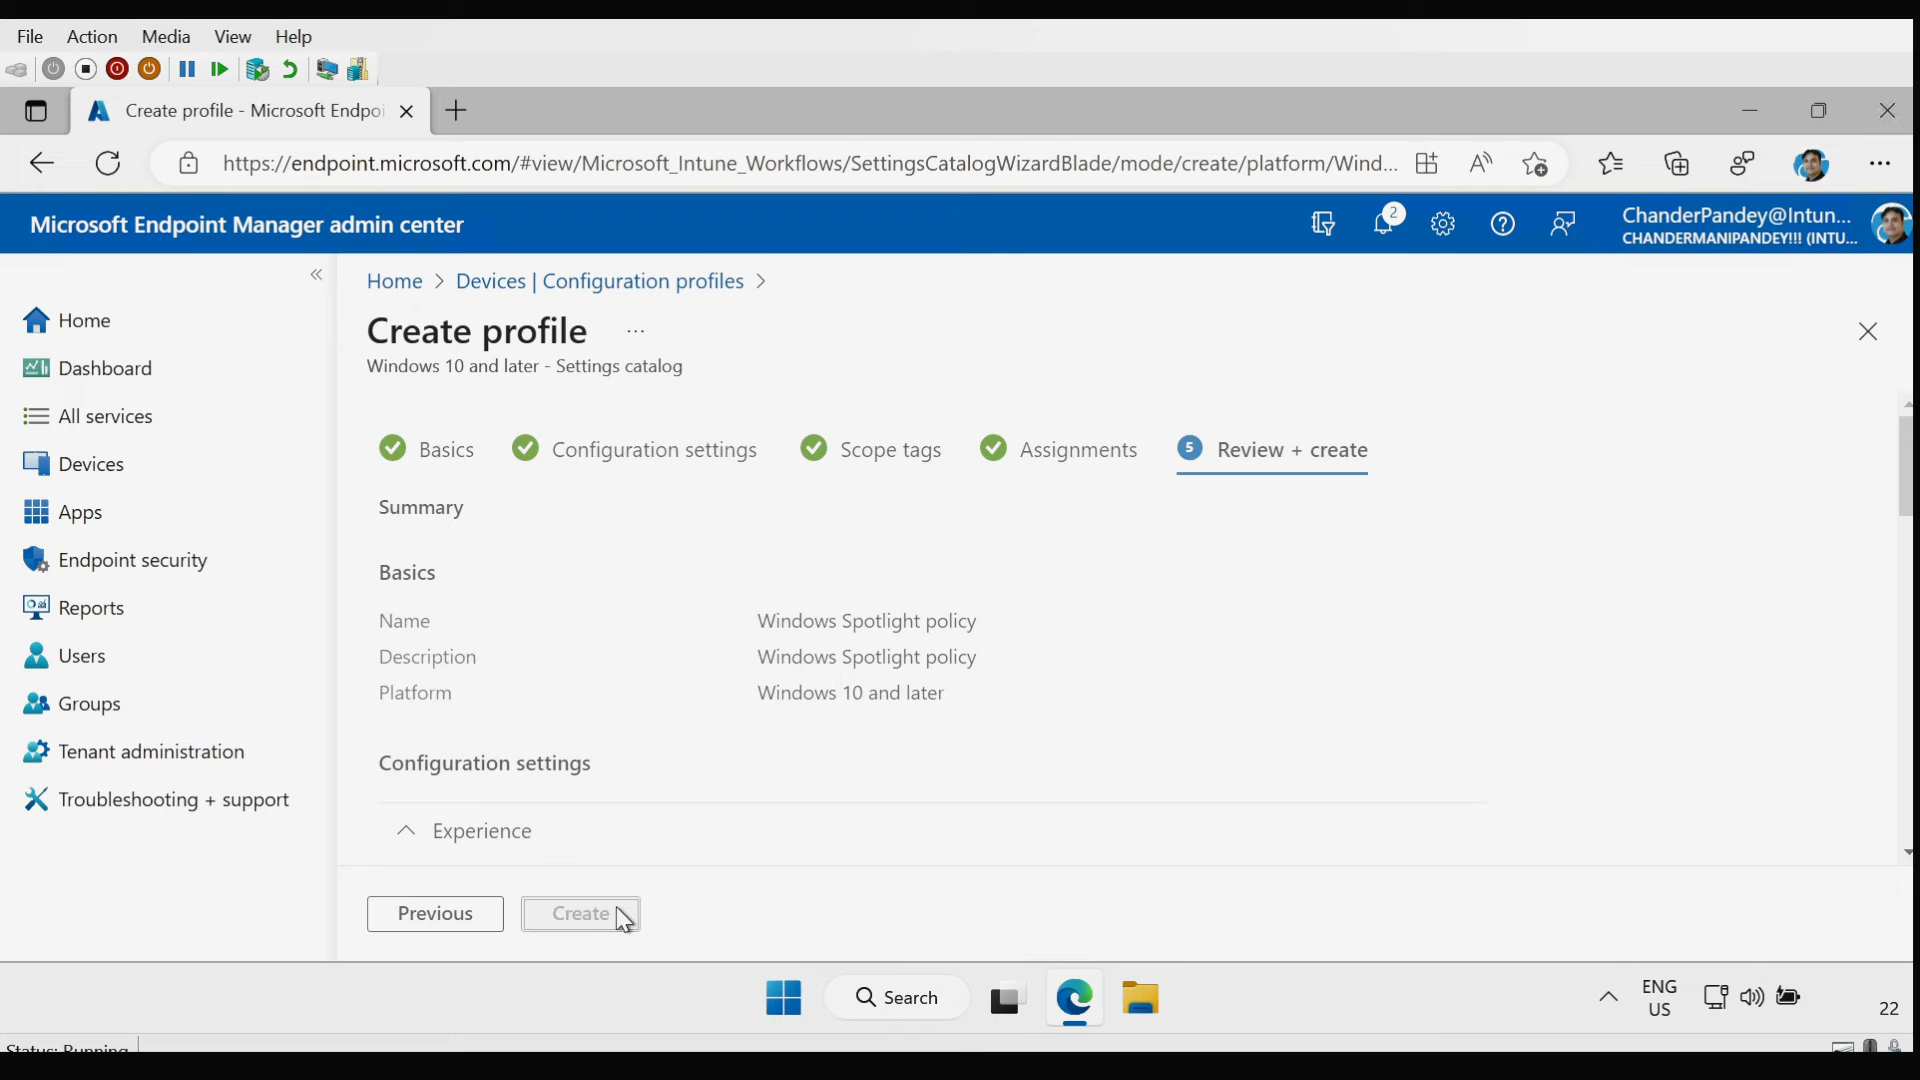 File Action Media View Help
Create profile - Microsoft Endpoi
https://endpoint.microsoft.com/#view/Microsoft_Intune_Workflows/SettingsCatalogWizardBlade/mode/create/platform/Wind...
Microsoft Endpoint Manager admin center
2
ChanderPandey@Intun...
CHANDERMANIPANDEY!!! (INTU...
Home
Dashboard
All services
Devices
Apps
Endpoint security
Reports
Users
Groups
Tenant administration
Troubleshooting + support
Home > Devices | Configuration profiles >
Create profile ...
Windows 10 and later - Settings catalog
Basics Configuration settings Scope tags Assignments 5 Review + create
Summary
Basics
Name Windows Spotlight policy
Description Windows Spotlight policy
Platform Windows 10 and later
Configuration settings
Experience
Previous Create
Search
ENG
US
22
Status: Running